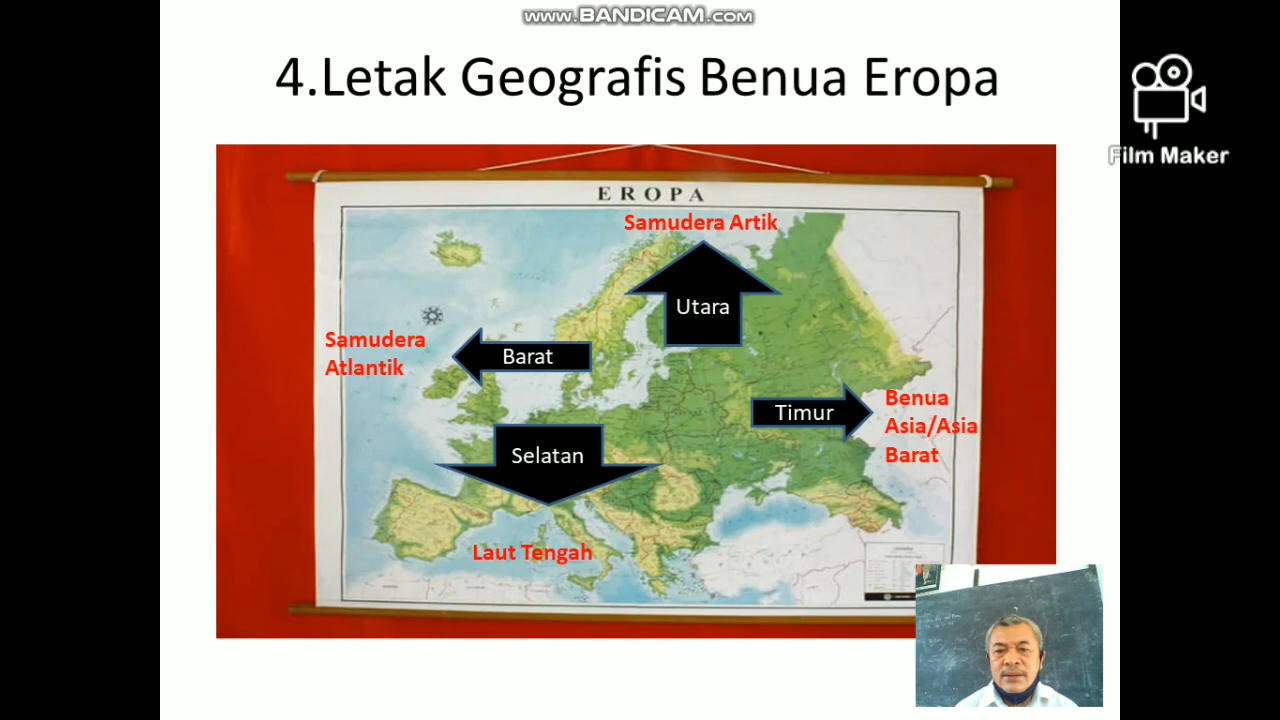 www.BANDICAM.com
4.Letak Geografis Benua Eropa
Film Maker
EROPA
Samudera Artik
Utara
Samudera
Atlantik
Barat
Timur
Benua
Asia/Asia
Barat
Selatan
Laut Tengah